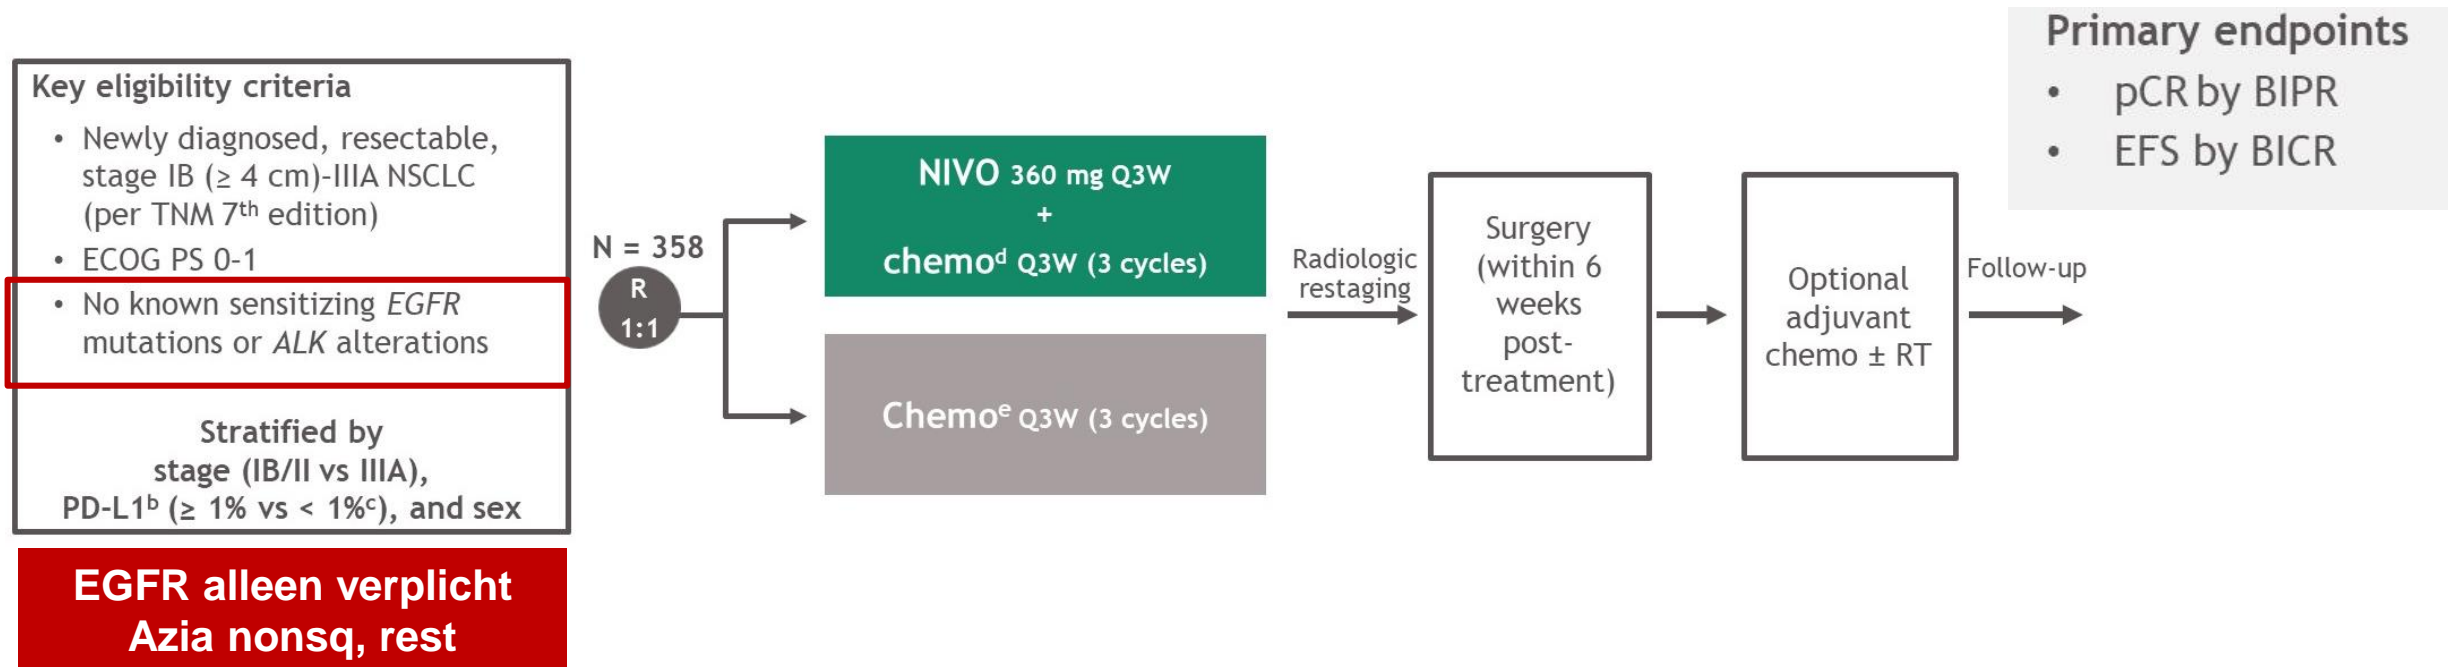 Key eligibility criteria
• Newly diagnosed, resectable,
stage IB (≥ 4 cm)-IIIA NSCLC
(per TNM 7th edition)
• ECOG PS 0-1
• No known sensitizing EGFR
mutations or ALK alterations
Stratified by
stage (IB/II vs IIIA),
PD-L1b (≥ 1% vs < 1%c), and sex
EGFR alleen verplicht
Azia nonsq, rest
N = 358
R
1:1
NIVO 360 mg Q3W
+
chemod Q3W (3 cycles)
Chemoe Q3W (3 cycles)
Radiologic
restaging
Surgery
(within 6
weeks
post-
treatment)
Optional
adjuvant
chemo ± RT
Follow-up
Primary endpoints
• pCR by BIPR
• EFS by BICR